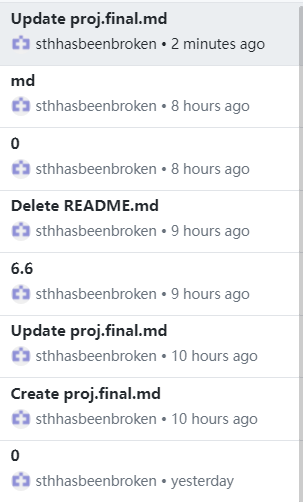 Update proj.final.md
sthhasbeenbroken • 2 minutes ago
md
sthhasbeenbroken • 8 hours ago
0
sthhasbeenbroken • 8 hours ago
Delete README.md
sthhasbeenbroken • 9 hours ago
6.6
sthhasbeenbroken • 9 hours ago
Update proj.final.md
sthhasbeenbroken • 10 hours ago
Create proj.final.md
sthhasbeenbroken • 10 hours ago
0
sthhasbeenbroken • yesterday